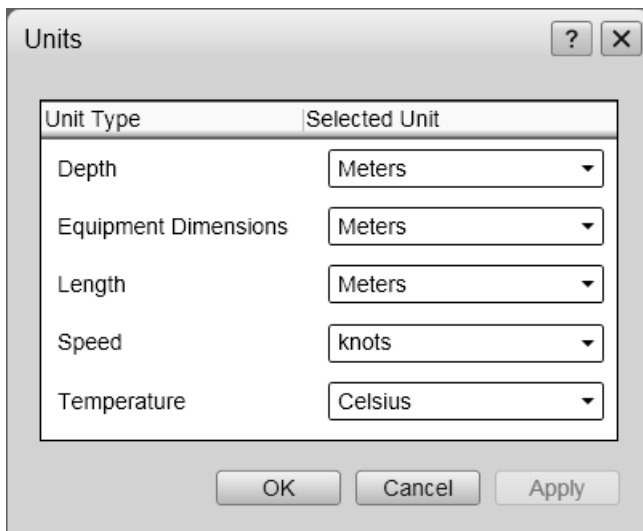 Units ?
Unit Type Selected Unit
Depth Meters
Equipment Dimensions Meters
Length Meters
Speed knots
Temperature Celsius
OK Cancel Apply